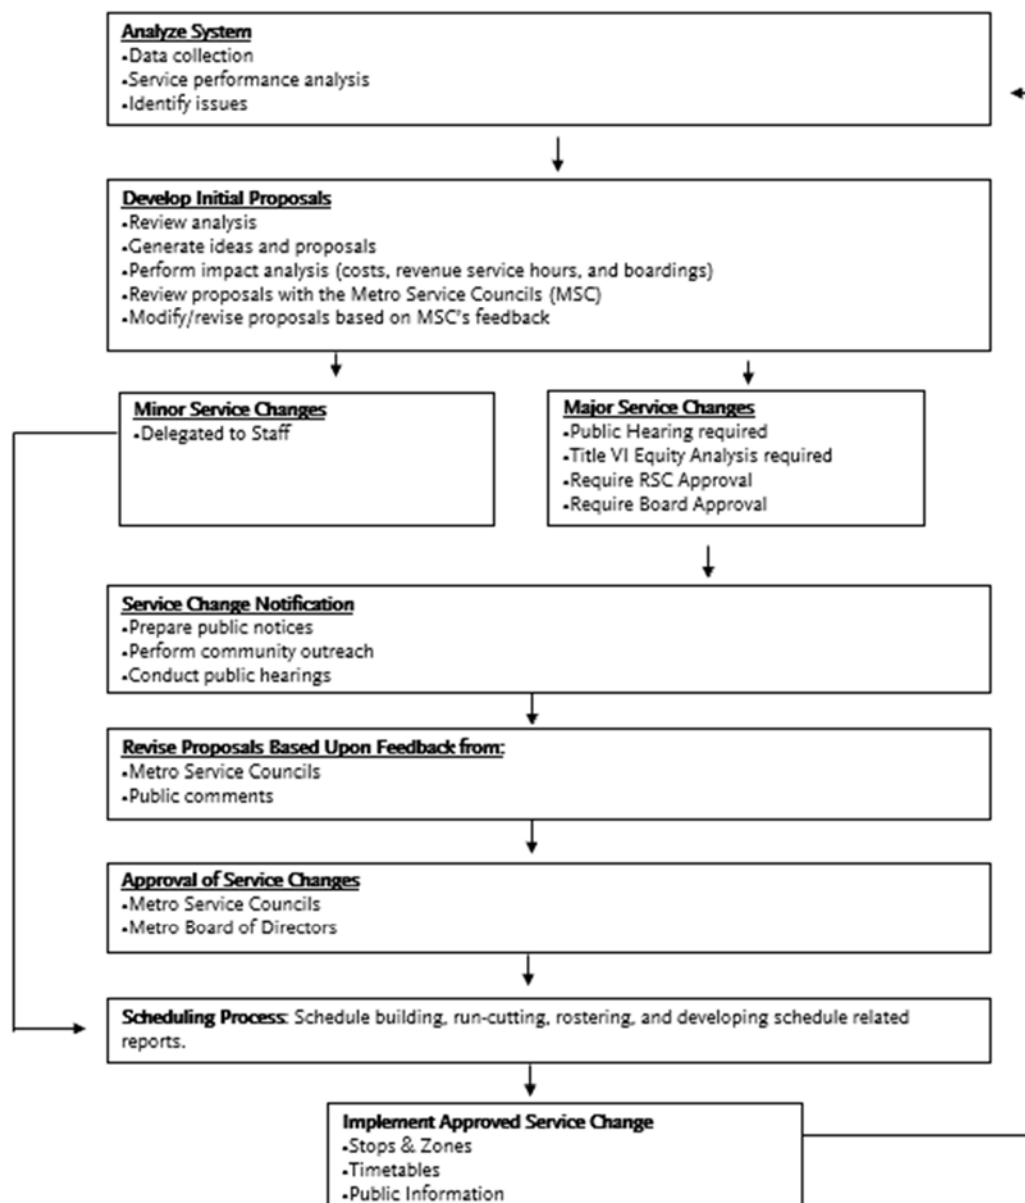 Analyze System
•Data collection
•Service performance analysis
•Identify issues
Develop Initial Proposals
•Review analysis
•Generate ideas and proposals
•Perform impact analysis (costs, revenue service hours, and boardings)
•Review proposals with the Metro Service Councils (MSC)
•Modify/revise proposals based on MSC's feedback
Minor Service Changes
•Delegated to Staff
Major Service Changes
•Public Hearing required
•Title VI Equity Analysis required
•Require RSC Approval
•Require Board Approval
Service Change Notification
•Prepare public notices
•Perform community outreach
•Conduct public hearings
Revise Proposals Based Upon Feedback from:
•Metro Service Councils
•Public comments
Approval of Service Changes
•Metro Service Councils
•Metro Board of Directors
Scheduling Process: Schedule building, run-cutting, rostering, and developing schedule related
reports.
Implement Approved Service Change
•Stops & Zones
•Timetables
•Public Information